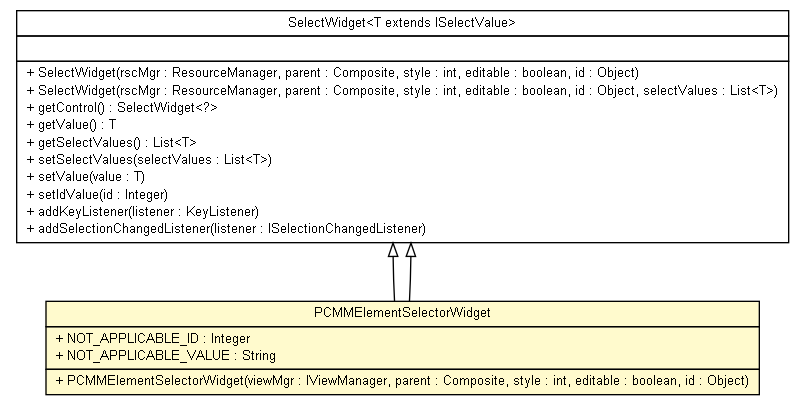 SelectWidget<T extends ISelectValue>
+ SelectWidget(rscMgr : ResourceManager, parent : Composite, style : int, editable : boolean, id : Object)
+ SelectWidget(rscMgr : ResourceManager, parent : Composite, style : int, editable : boolean, id : Object, selectValues : List<T>)
+ getControl() : SelectWidget<?>
+ getValue() : T
+ getSelectValues() : List<T>
+ setSelectValues(selectValues : List<T>)
+ setValue(value : T)
+ setIdValue(id : Integer)
+ addKeyListener(listener : KeyListener)
+ addSelectionChangedListener(listener : ISelectionChangedListener)
PCMMElementSelectorWidget
+ NOT_APPLICABLE_ID : Integer
+ NOT_APPLICABLE_VALUE : String
+ PCMMElementSelectorWidget(viewMgr : IViewManager, parent : Composite, style : int, editable : boolean, id : Object)